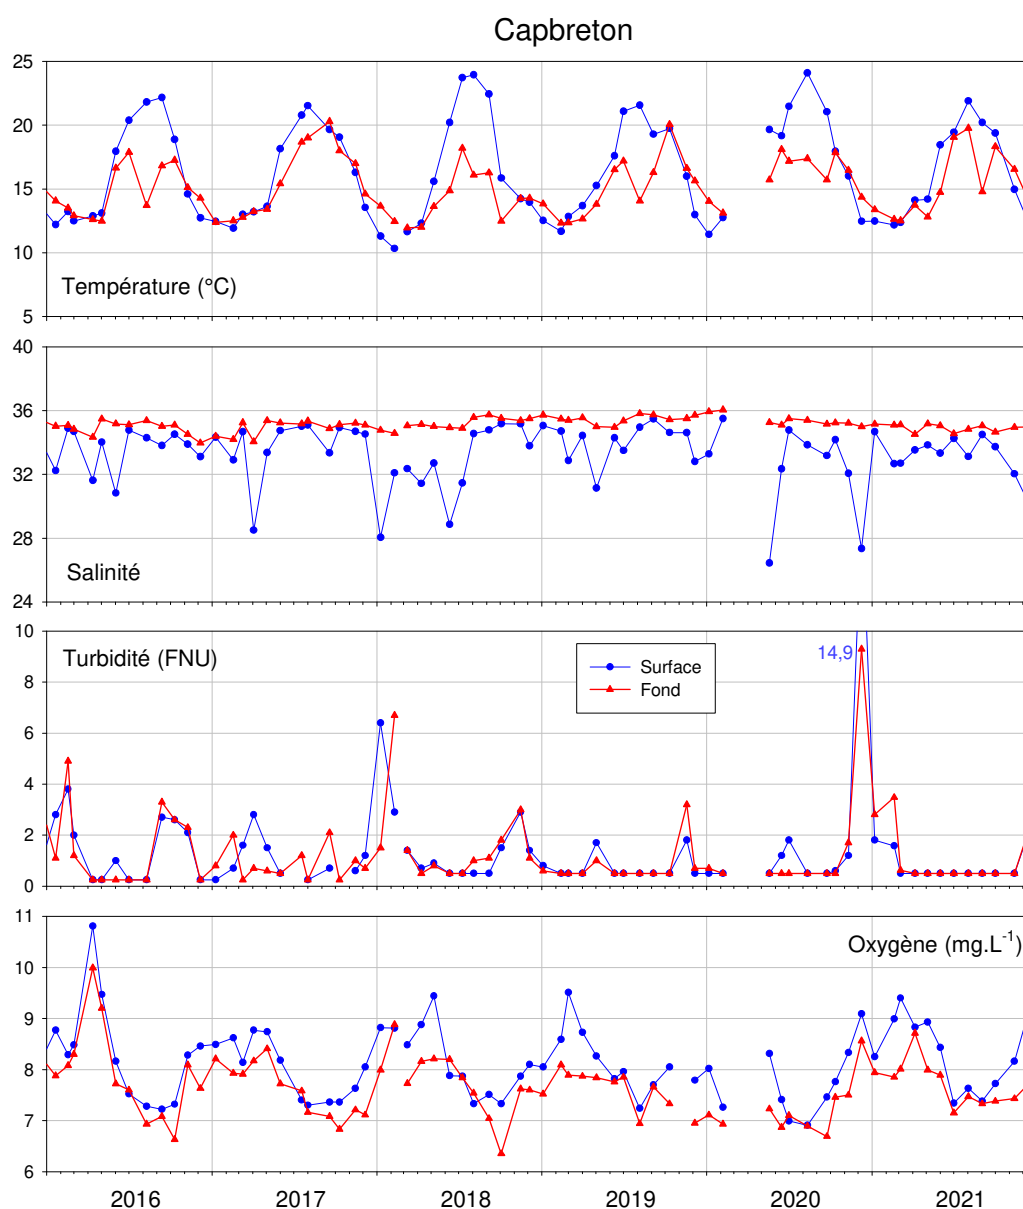 Capbreton
25
20
15
10
5
Température (°C)
40
36
32
28
24
Salinité
10
8
6
4
2
0
Turbidité (FNU)
14,9
Surface
Fond
11
10
9
8
7
6
Oxygène (mg.L-1)
2016 2017 2018 2019 2020 2021